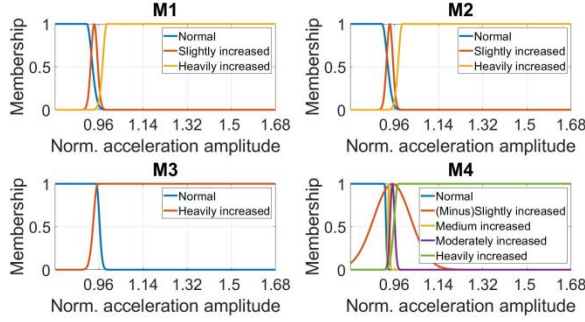 M1
Membership
1
0.5
0
Normal
Slightly increased
Heavily increased
0.96 1.14 1.32 1.5 1.68
Norm. acceleration amplitude
M2
Membership
1
0.5
0
Normal
Slightly increased
Heavily increased
0.96 1.14 1.32 1.5 1.68
Norm. acceleration amplitude
M3
Membership
1
0.5
0
Normal
Heavily increased
0.96 1.14 1.32 1.5 1.68
Norm. acceleration amplitude
M4
Membership
1
0.5
0
Normal
(Minus)Slightly increased
Medium increased
Moderately increased
Heavily increased
0.96 1.14 1.32 1.5 1.68
Norm. acceleration amplitude